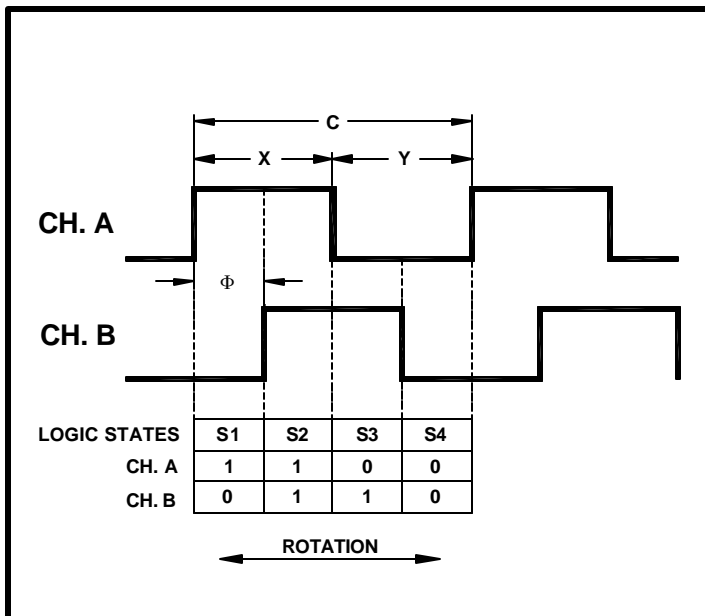 C
X Y
CH. A
Φ
CH. B
LOGIC STATES S1 S2 S3 S4
CH. A 1 1 0 0
CH. B 0 1 1 0
ROTATION